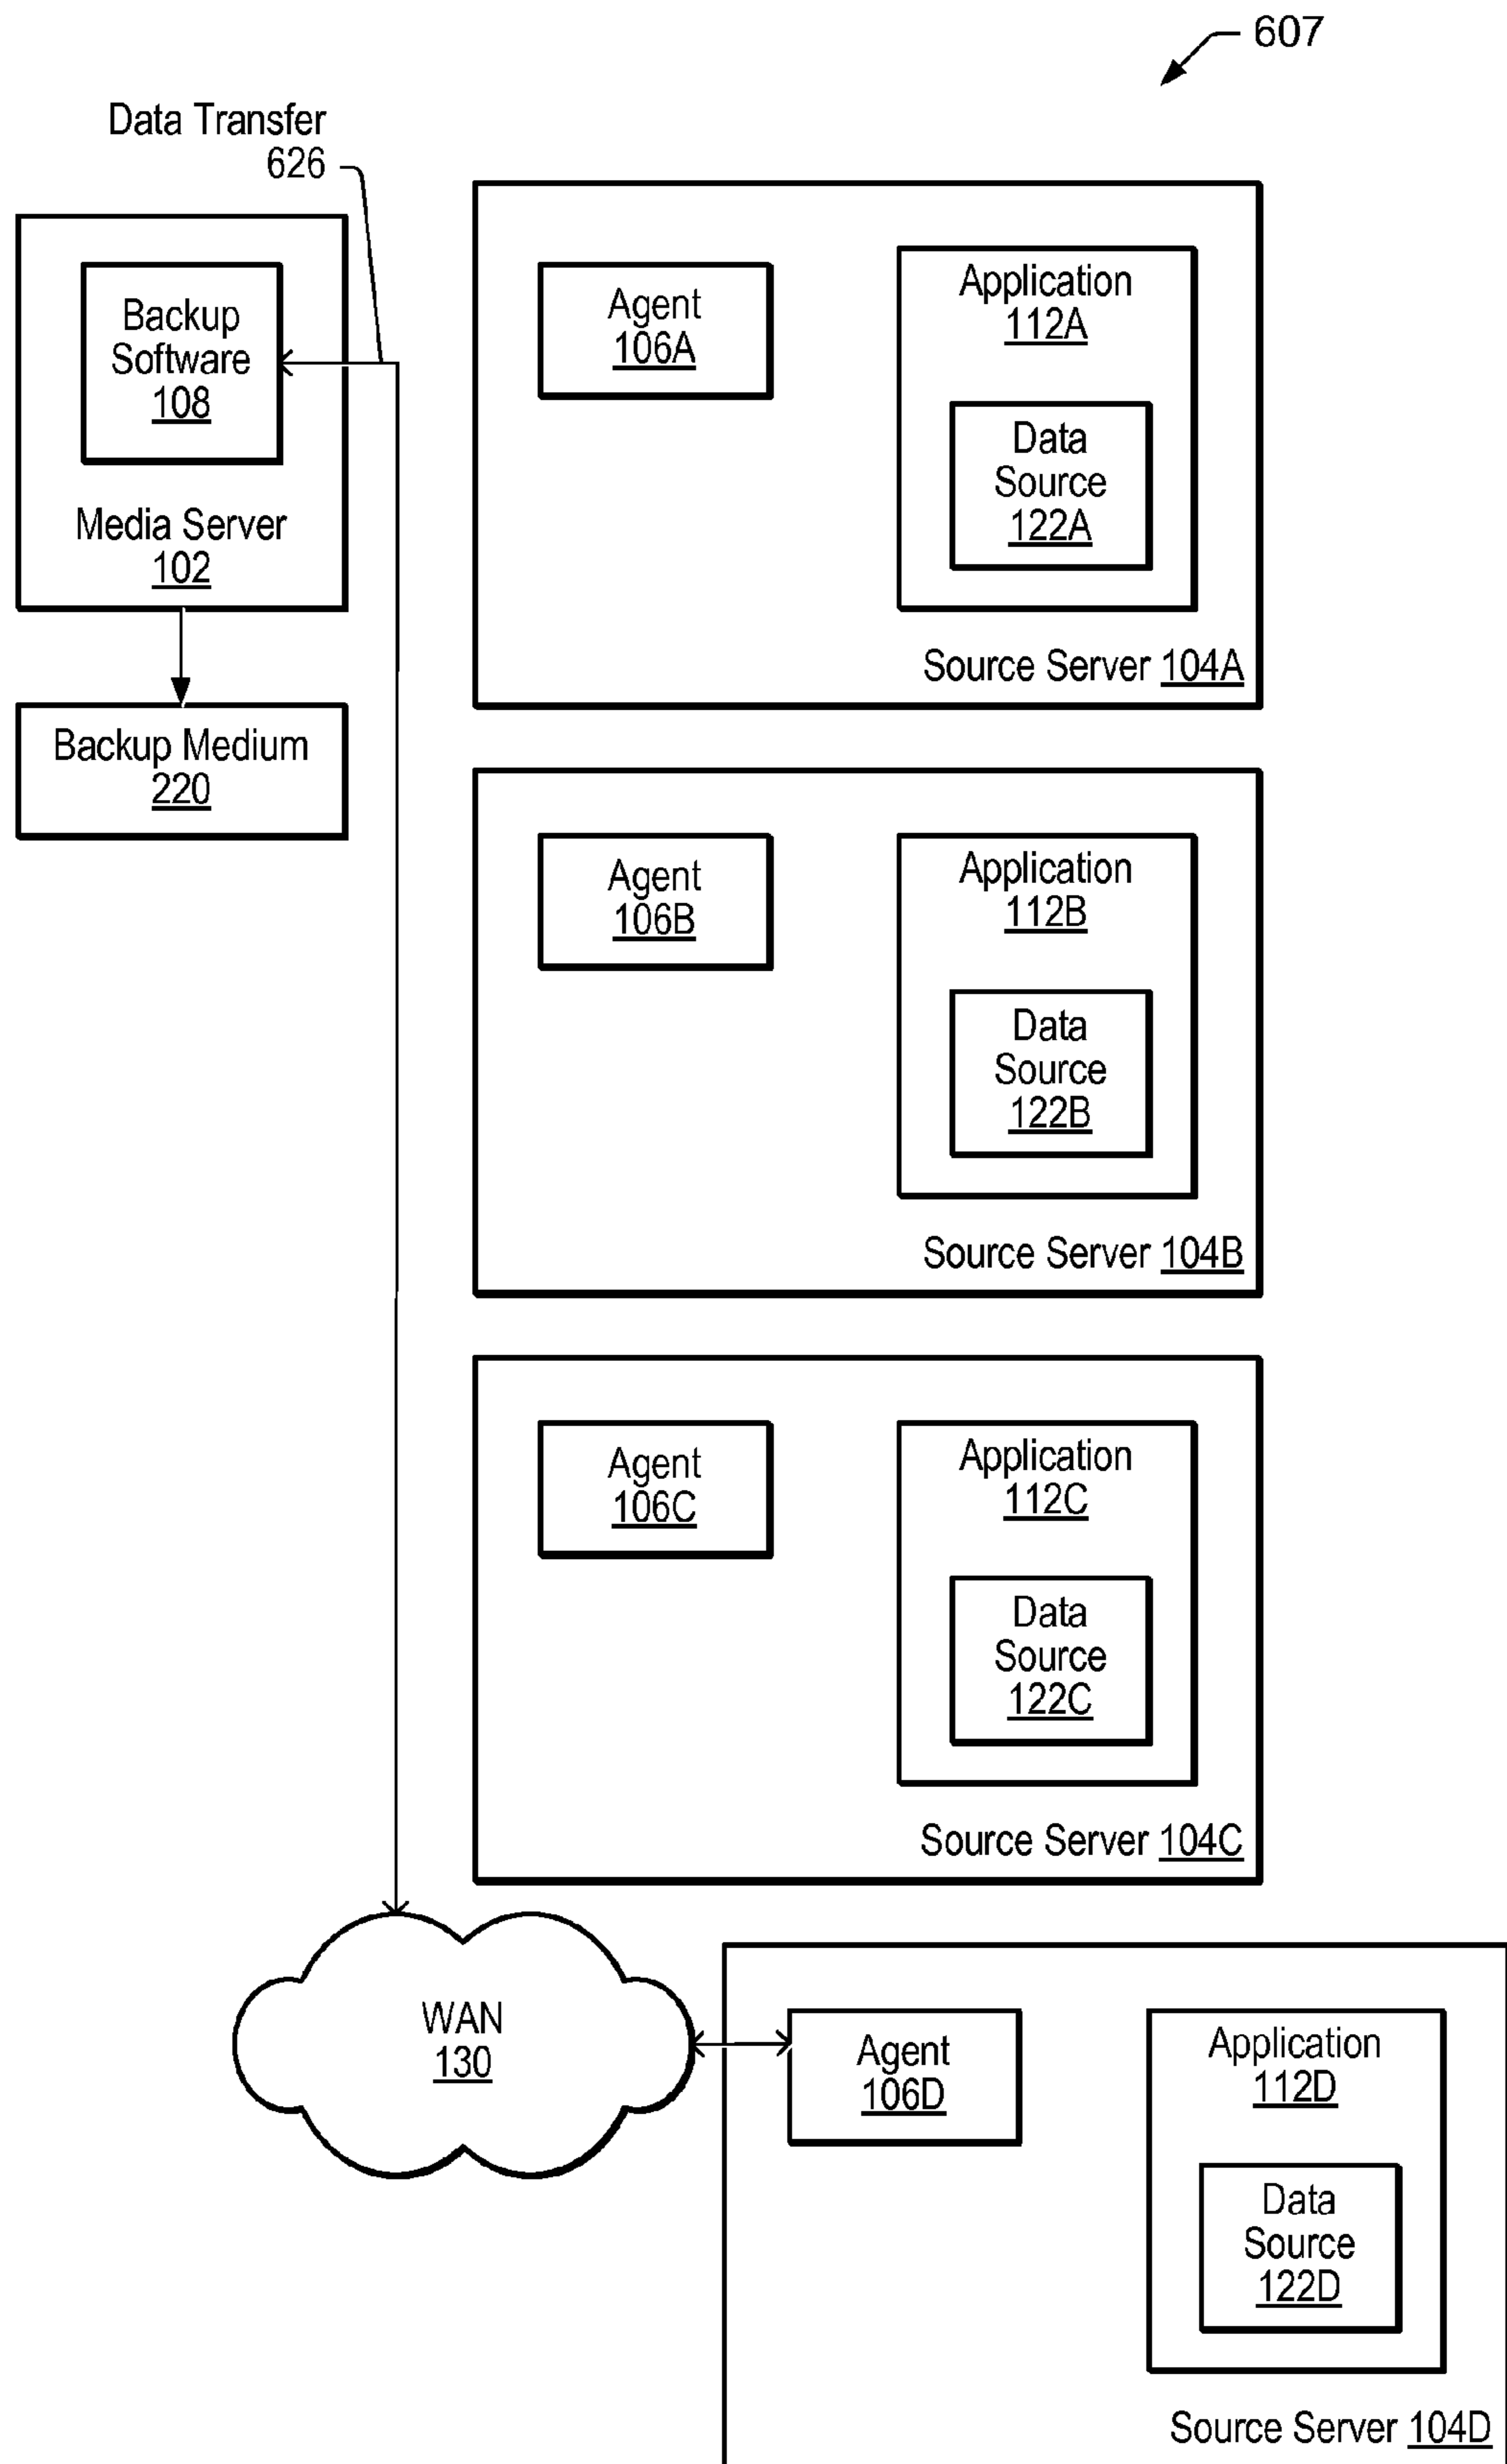 607
Data Transfer
626
Backup
Software
108
Media Server
102
Backup Medium
220
Agent
106A
Application
112A
Data
Source
122A
Source Server 104A
Agent
106B
Application
112B
Data
Source
122B
Source Server 104B
Agent
106C
Application
112C
Data
Source
122C
Source Server 104C
WAN
130
Agent
106D
Application
112D
Data
Source
122D
Source Server 104D